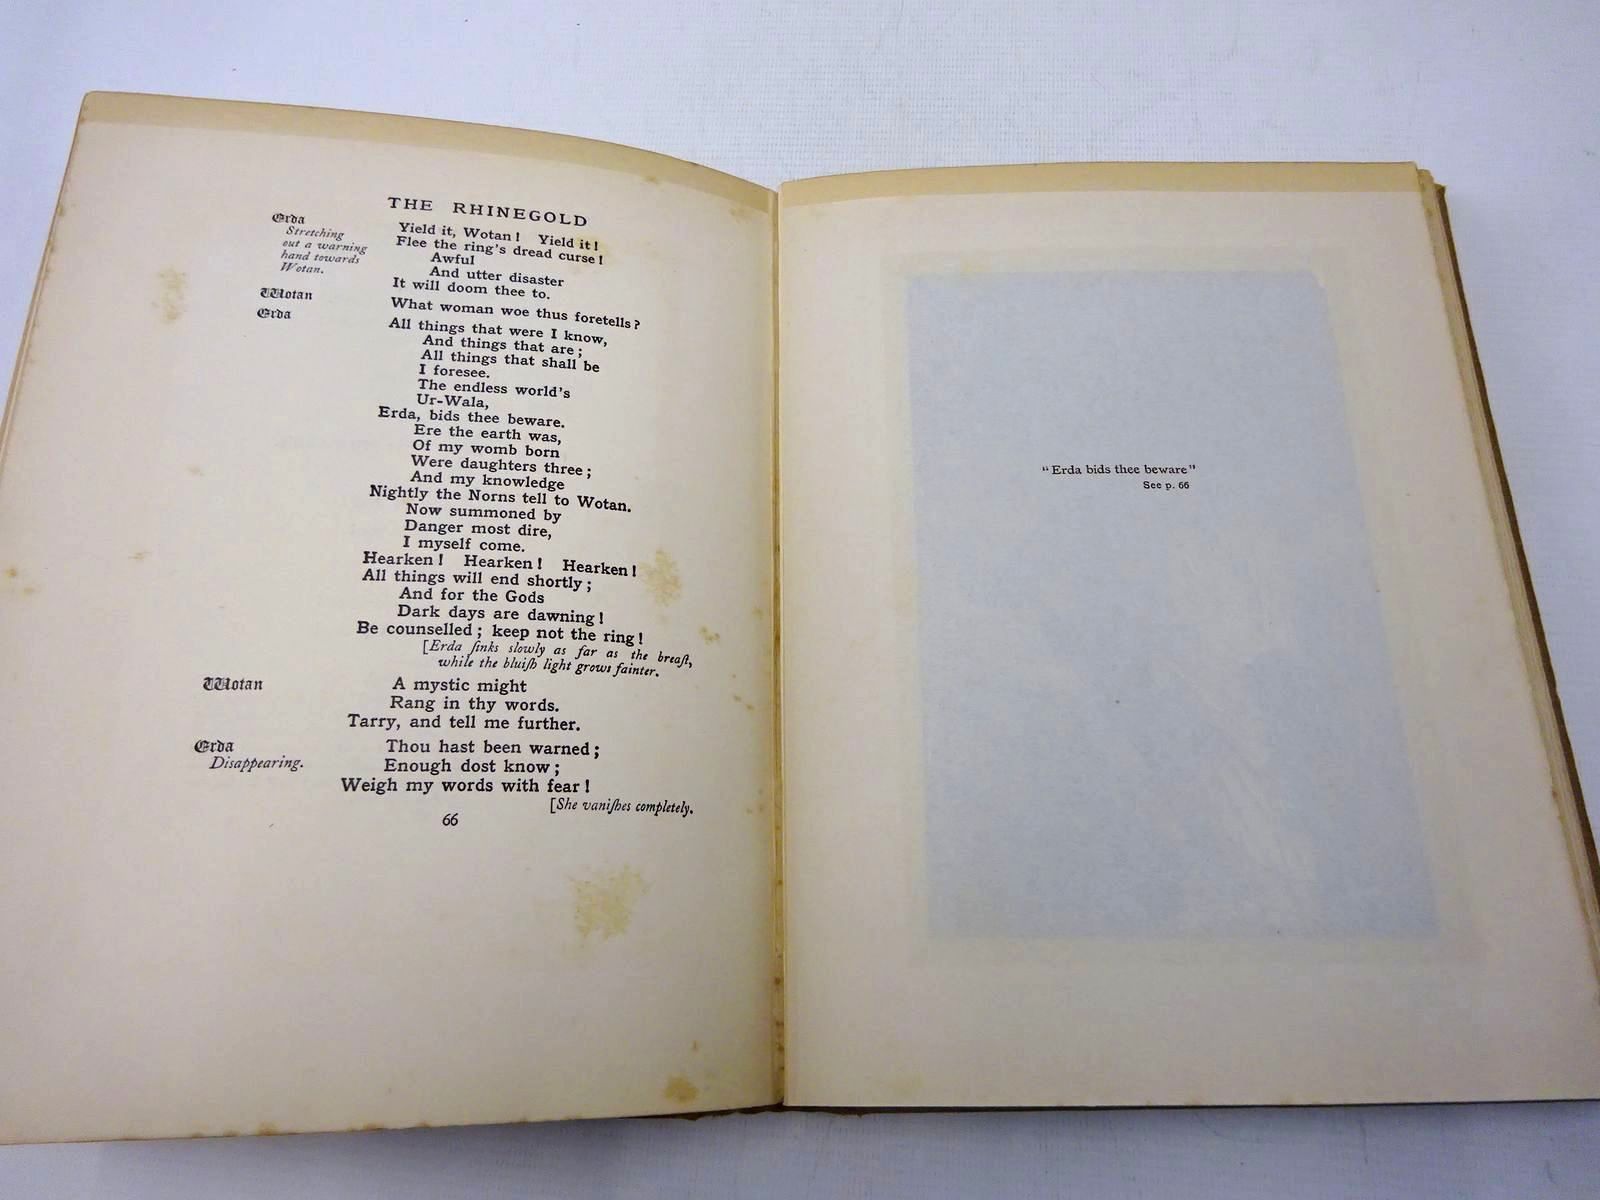 THE RHINEGOLD
Erda
Stretching
out a warning
hand towards
Wotan.
Yield it, Wotan! Yield it!
Flee the ring's dread curse!
Awful
And utter disaster
It will doom thee to.
Wotan
What woman woe thus foretells?
Erda
All things that were I know,
And things that are;
All things that shall be
I foresee.
The endless world's
Ur-Wala,
Erda, bids thee beware.
Ere the earth was,
Of my womb born
Were daughters three;
And my knowledge
Nightly the Norns tell to Wotan.
Now summoned by
Danger most dire,
I myself come.
Hearken! Hearken! Hearken!
All things will end shortly;
And for the Gods
Dark days are dawning!
Be counselled; keep not the ring!
[Erda ſinks slowly as far as the breaſt,
while the bluiſh light grows fainter.
Wotan
A mystic might
Rang in thy words.
Tarry, and tell me further.
Erda
Disappearing.
Thou hast been warned;
Enough dost know;
Weigh my words with fear!
[She vaniſhes completely.
66
"Erda bids thee beware"
See p. 66